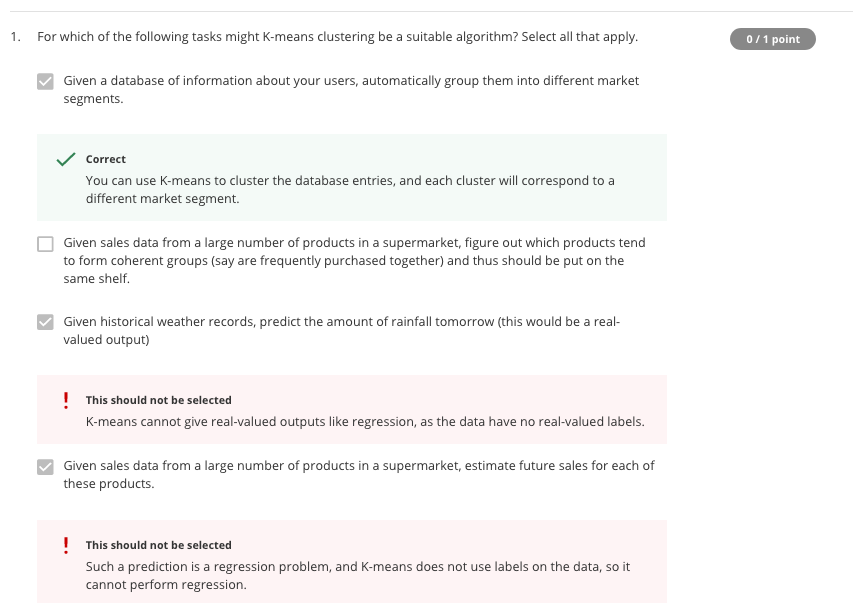 1. For which of the following tasks might K-means clustering be a suitable algorithm? Select all that apply.
0 / 1 point
Given a database of information about your users, automatically group them into different market
segments.
Correct
You can use K-means to cluster the database entries, and each cluster will correspond to a
different market segment.
Given sales data from a large number of products in a supermarket, figure out which products tend
to form coherent groups (say are frequently purchased together) and thus should be put on the
same shelf.
Given historical weather records, predict the amount of rainfall tomorrow (this would be a real-
valued output)
This should not be selected
K-means cannot give real-valued outputs like regression, as the data have no real-valued labels.
Given sales data from a large number of products in a supermarket, estimate future sales for each of
these products.
This should not be selected
Such a prediction is a regression problem, and K-means does not use labels on the data, so it
cannot perform regression.